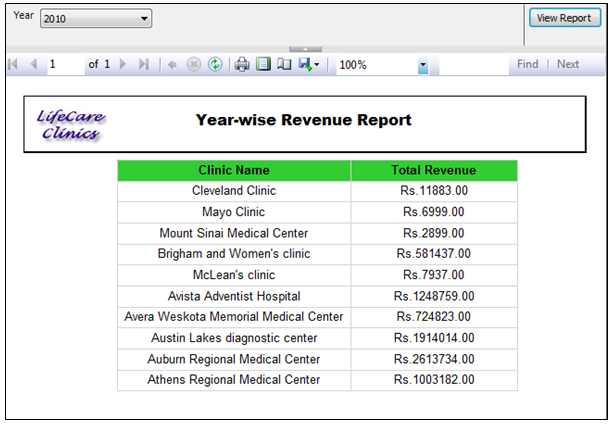 Year 2010 View Report
1 of 1 100% Find | Next
LifeCare
Clinics
Year-wise Revenue Report
Clinic Name Total Revenue
Cleveland Clinic Rs.11883.00
Mayo Clinic Rs.6999.00
Mount Sinai Medical Center Rs.2899.00
Brigham and Women's clinic Rs.581437.00
McLean's clinic Rs.7937.00
Avista Adventist Hospital Rs.1248759.00
Avera Weskota Memorial Medical Center Rs.724823.00
Austin Lakes diagnostic center Rs.1914014.00
Auburn Regional Medical Center Rs.2613734.00
Athens Regional Medical Center Rs.1003182.00